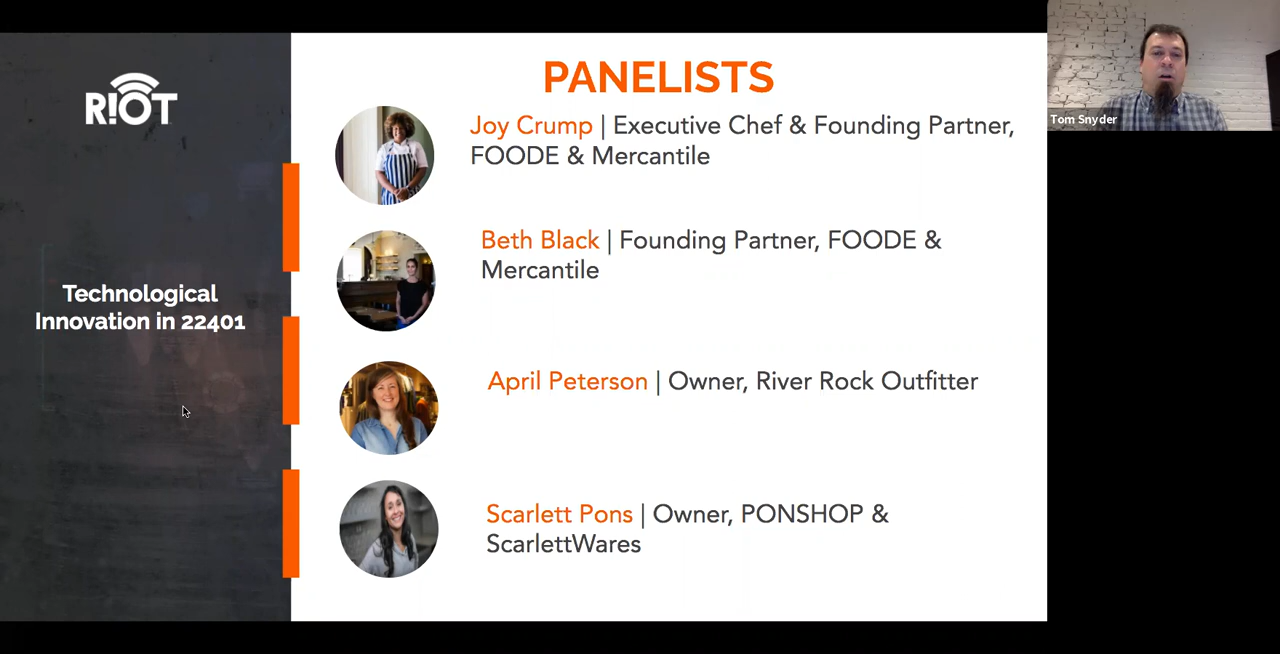 PANELISTS
R!OT
Joy Crump | Executive Chef & Founding Partner,
FOODE & Mercantile
Tom Snyder
Beth Black | Founding Partner, FOODE &
Mercantile
Technological
Innovation in 22401
April Peterson | Owner, River Rock Outfitter
Scarlett Pons | Owner, PONSHOP &
ScarlettWares